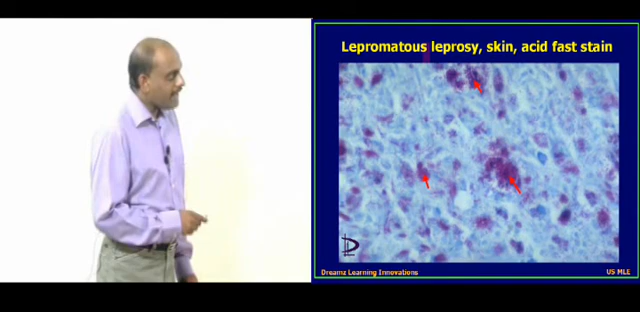 Lepromatous leprosy, skin, acid fast stain
Dreamz Learning Innovations
US MLE